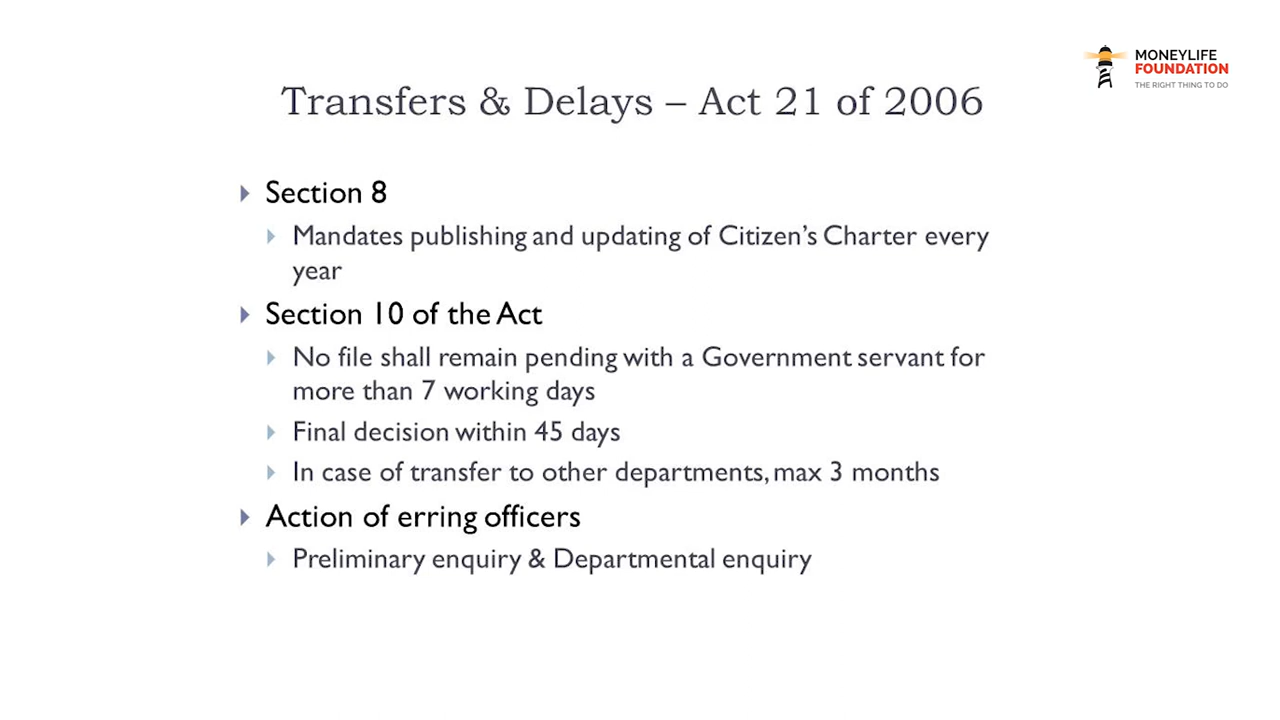 MONEYLIFE
FOUNDATION
THE RIGHT THING TO DO
Transfers & Delays – Act 21 of 2006
Section 8
Mandates publishing and updating of Citizen’s Charter every
year
Section 10 of the Act
No file shall remain pending with a Government servant for
more than 7 working days
Final decision within 45 days
In case of transfer to other departments, max 3 months
Action of erring officers
Preliminary enquiry & Departmental enquiry